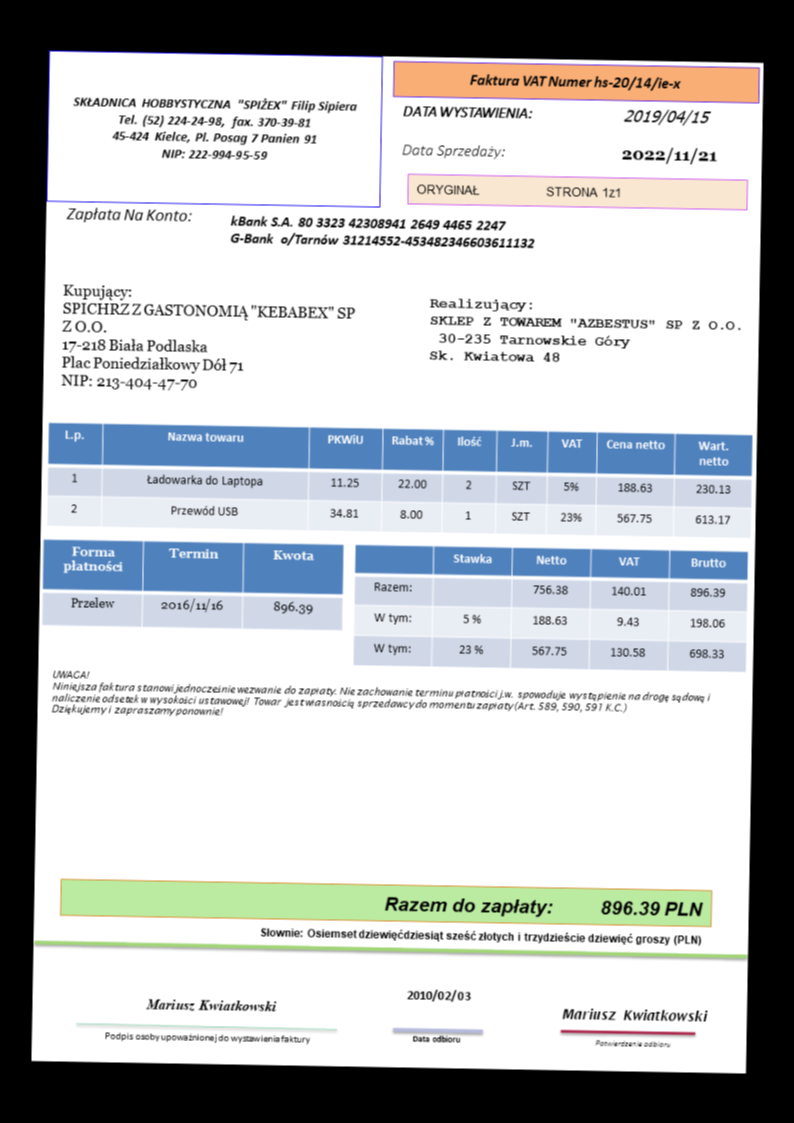 SKŁADNICA HOBBYSTYCZNA "SPIŻEX" Filip Sipiera
Tel. (52) 224-24-98, fax. 370-39-81
45-424 Kielce, Pl. Posag 7 Panien 91
NIP: 222-994-95-59
Faktura VAT Numer hs-20/14/ie-x
DATA WYSTAWIENIA: 2019/04/15
Data Sprzedaży: 2022/11/21
ORYGINAŁ STRONA 1z1
Zapłata Na Konto: kBank S.A. 80 3323 42308941 2649 4465 2247
G-Bank o/Tarnów 31214552-453482346603611132
Kupujący:
SPICHRZ Z GASTONOMIĄ "KEBABEX" SP
Z O.O.
17-218 Biała Podlaska
Plac Poniedziałkowy Dół 71
NIP: 213-404-47-70
Realizujący:
SKLEP Z TOWAREM "AZBESTUS" SP Z O.O.
30-235 Tarnowskie Góry
Sk. Kwiatowa 48
L.p. Nazwa towaru PKWiU Rabat % Ilość J.m. VAT Cena netto Wart. netto
1 Ładowarka do Laptopa 11.25 22.00 2 SZT 5% 188.63 230.13
2 Przewód USB 34.81 8.00 1 SZT 23% 567.75 613.17
Forma płatności Termin Kwota
Przelew 2016/11/16 896.39
Stawka Netto VAT Brutto
Razem: 756.38 140.01 896.39
W tym: 5 % 188.63 9.43 198.06
W tym: 23 % 567.75 130.58 698.33
UWAGA!
Niniejsza faktura stanowi jednocześnie wezwanie do zapłaty. Nie zachowanie terminu płatności j.w. spowoduje wystąpienie na drogę sądową i
naliczenie odsetek w wysokości ustawowej! Towar jest własnością sprzedawcy do momentu zapłaty (Art. 589, 590, 591 K.C.)
Dziękujemy i zapraszamy ponownie!
Razem do zapłaty: 896.39 PLN
Słownie: Osiemset dziewięćdziesiąt sześć złotych i trzydzieście dziewięć groszy (PLN)
Mariusz Kwiatkowski
Podpis osoby upoważnionej do wystawienia faktury
2010/02/03
Data odbioru
Mariusz Kwiatkowski
Potwierdzenie odbioru